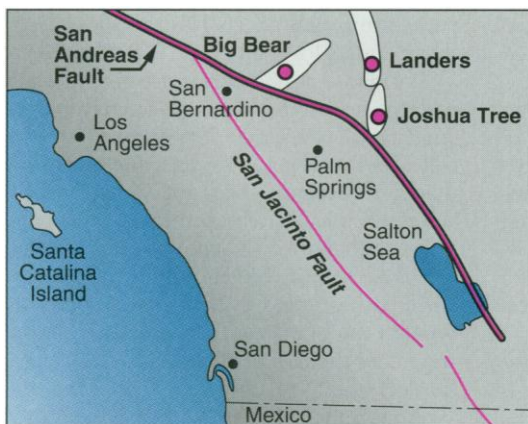 San
Andreas
Fault
Big Bear
Landers
San
Bernardino
Joshua Tree
Los
Angeles
Palm
Springs
San Jacinto Fault
Salton
Sea
Santa
Catalina
Island
San Diego
Mexico